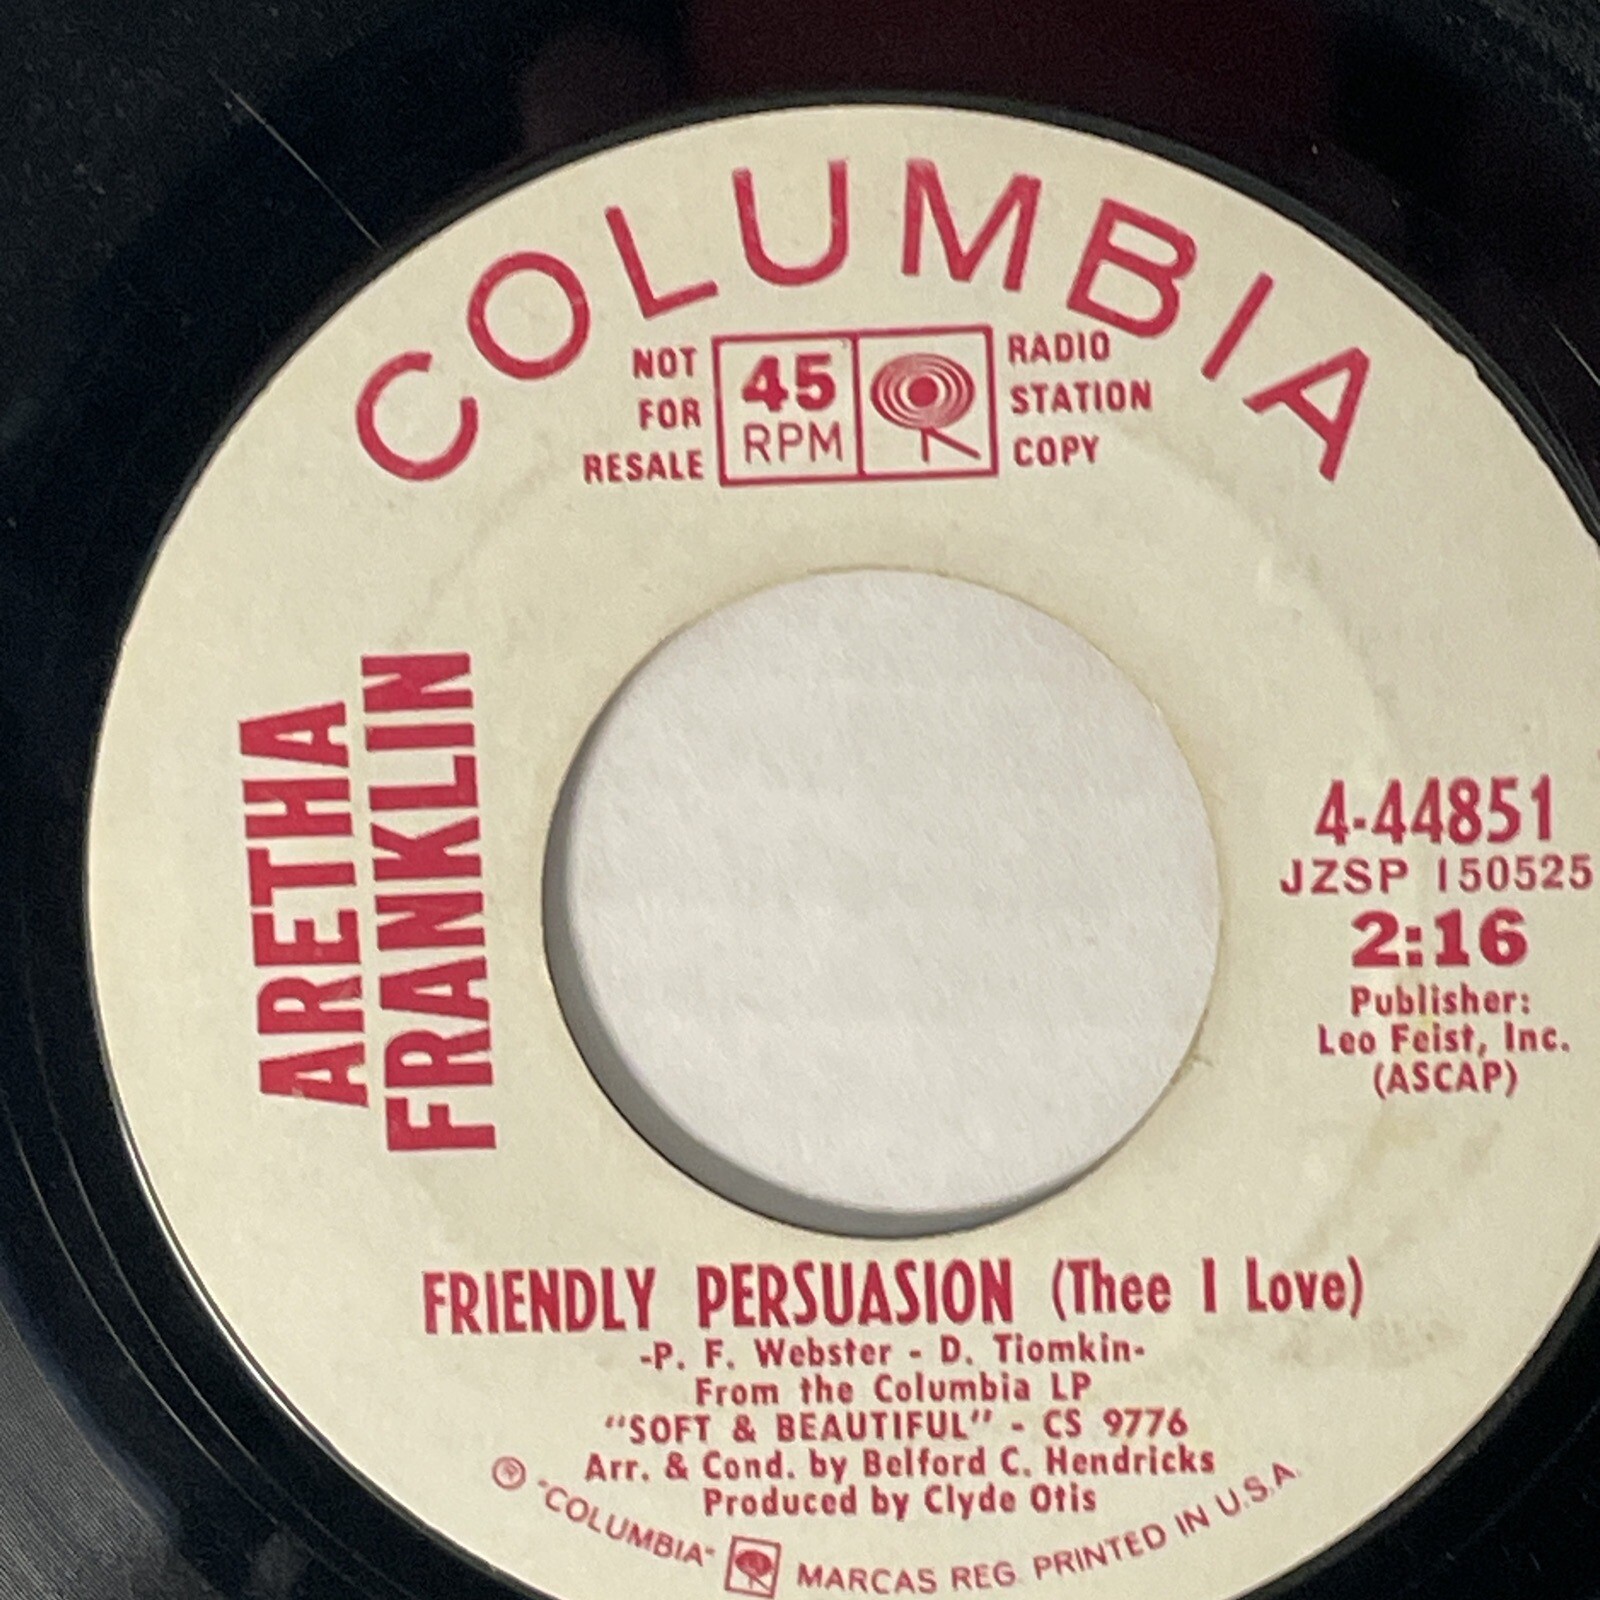 COLUMBIA
NOT
FOR
RESALE
45
RPM
RADIO
STATION
COPY
ARETHA
FRANKLIN
4-44851
JZSP 150525
2:16
Publisher:
Leo Feist, Inc.
(ASCAP)
FRIENDLY PERSUASION (Thee I Love)
-P. F. Webster - D. Tiomkin-
From the Columbia LP
"SOFT & BEAUTIFUL" - CS 9776
Arr. & Cond. by Belford C. Hendricks
Produced by Clyde Otis
® "COLUMBIA" MARCAS REG. PRINTED IN U.S.A.